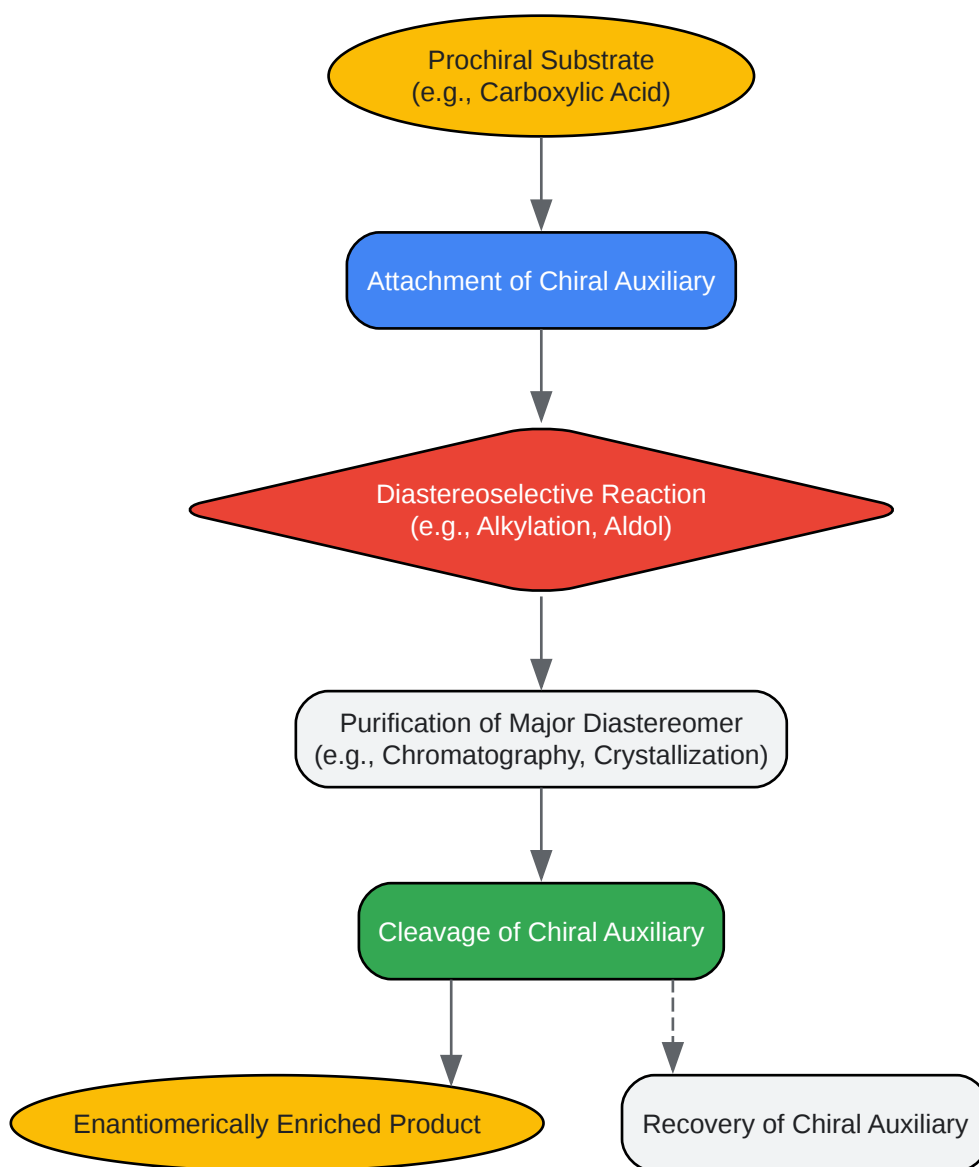 Prochiral Substrate
(e.g., Carboxylic Acid)
Attachment of Chiral Auxiliary
Diastereoselective Reaction
(e.g., Alkylation, Aldol)
Purification of Major Diastereomer
(e.g., Chromatography, Crystallization)
Cleavage of Chiral Auxiliary
Enantiomerically Enriched Product
Recovery of Chiral Auxiliary